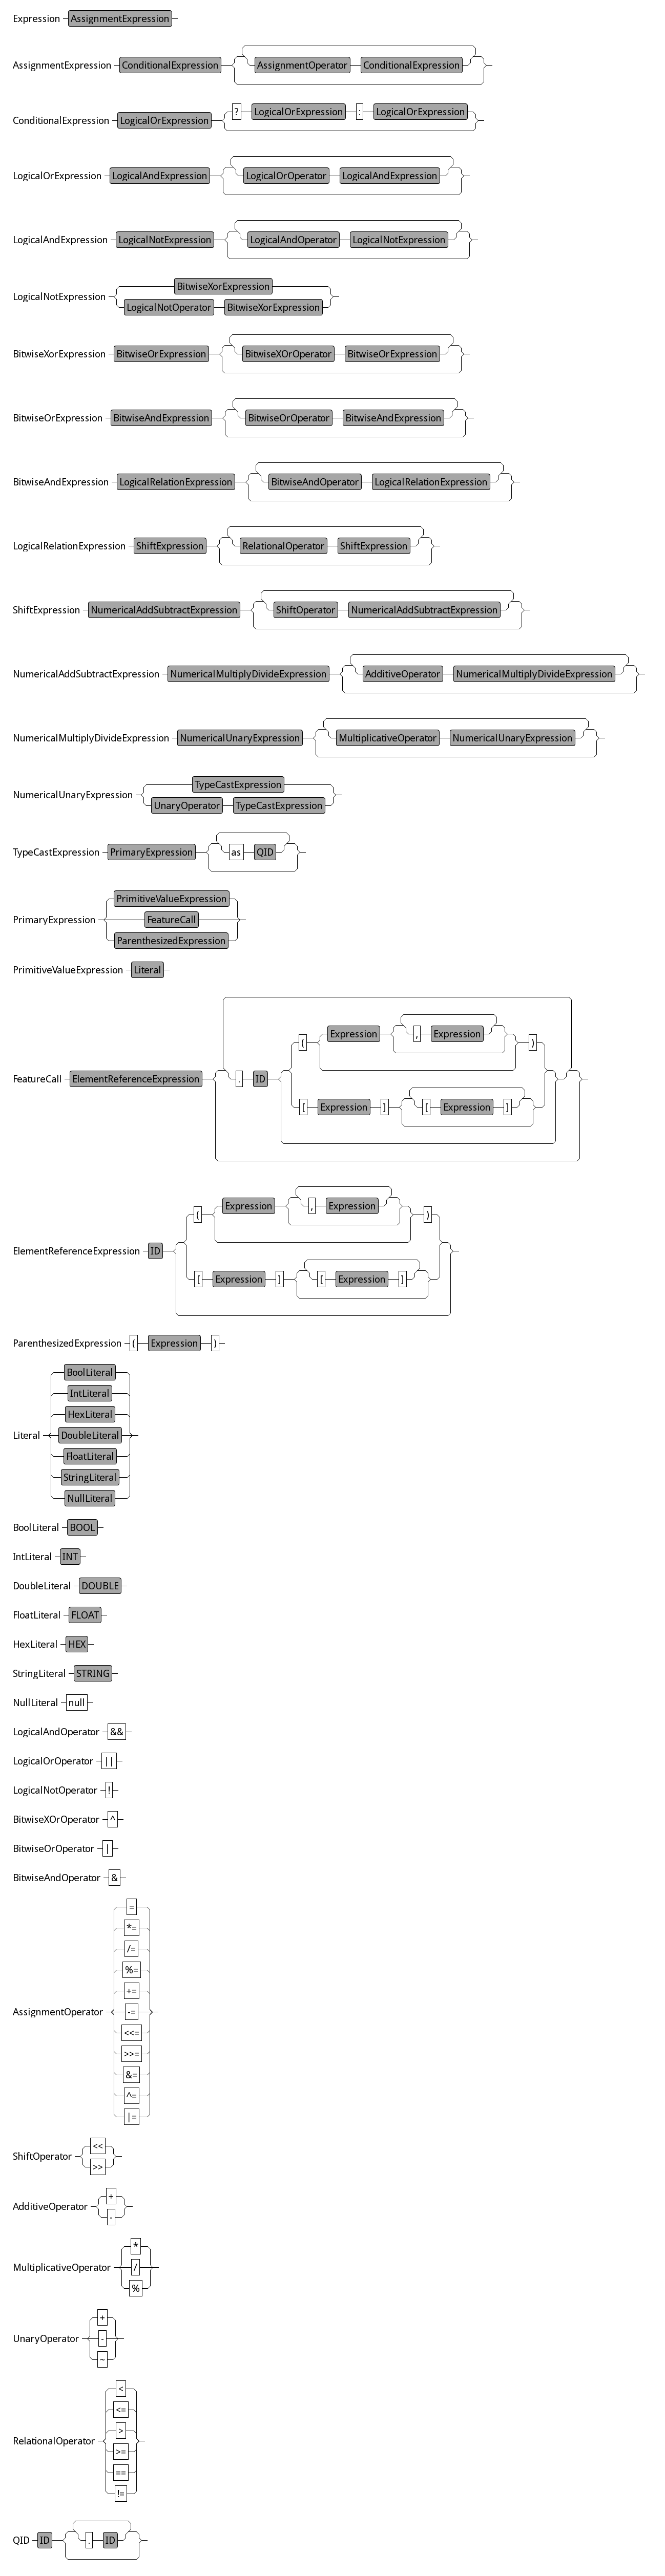 Expression AssignmentExpression
AssignmentExpression ConditionalExpression AssignmentOperator ConditionalExpression
ConditionalExpression LogicalOrExpression ? LogicalOrExpression : LogicalOrExpression
LogicalOrExpression LogicalAndExpression LogicalOrOperator LogicalAndExpression
LogicalAndExpression LogicalNotExpression LogicalAndOperator LogicalNotExpression
BitwiseXorExpression
LogicalNotExpression
LogicalNotOperator BitwiseXorExpression
BitwiseXorExpression BitwiseOrExpression BitwiseXOrOperator BitwiseOrExpression
BitwiseOrExpression BitwiseAndExpression BitwiseOrOperator BitwiseAndExpression
BitwiseAndExpression LogicalRelationExpression BitwiseAndOperator LogicalRelationExpression
LogicalRelationExpression ShiftExpression RelationalOperator ShiftExpression
ShiftExpression NumericalAddSubtractExpression ShiftOperator NumericalAddSubtractExpression
NumericalAddSubtractExpression NumericalMultiplyDivideExpression AdditiveOperator NumericalMultiplyDivideExpression
NumericalMultiplyDivideExpression NumericalUnaryExpression MultiplicativeOperator NumericalUnaryExpression
TypeCastExpression
NumericalUnaryExpression
UnaryOperator TypeCastExpression
TypeCastExpression PrimaryExpression as QID
PrimitiveValueExpression
PrimaryExpression FeatureCall
ParenthesizedExpression
PrimitiveValueExpression Literal
( Expression , Expression )
FeatureCall ElementReferenceExpression . ID
[ Expression ] [ Expression ]
( Expression , Expression )
ElementReferenceExpression ID
[ Expression ] [ Expression ]
ParenthesizedExpression ( Expression )
BoolLiteral
IntLiteral
HexLiteral
Literal DoubleLiteral
FloatLiteral
StringLiteral
NullLiteral
BoolLiteral BOOL
IntLiteral INT
DoubleLiteral DOUBLE
FloatLiteral FLOAT
HexLiteral HEX
StringLiteral STRING
NullLiteral null
LogicalAndOperator &&
LogicalOrOperator ||
LogicalNotOperator !
BitwiseXOrOperator ^
BitwiseOrOperator |
BitwiseAndOperator &
=
*=
/=
%=
+=
AssignmentOperator -=
<<=
>>=
&=
^=
|=
<<
ShiftOperator
>>
+
AdditiveOperator
-
*
MultiplicativeOperator /
%
+
UnaryOperator -
~
<
<=
>
RelationalOperator
>=
==
!=
QID ID . ID